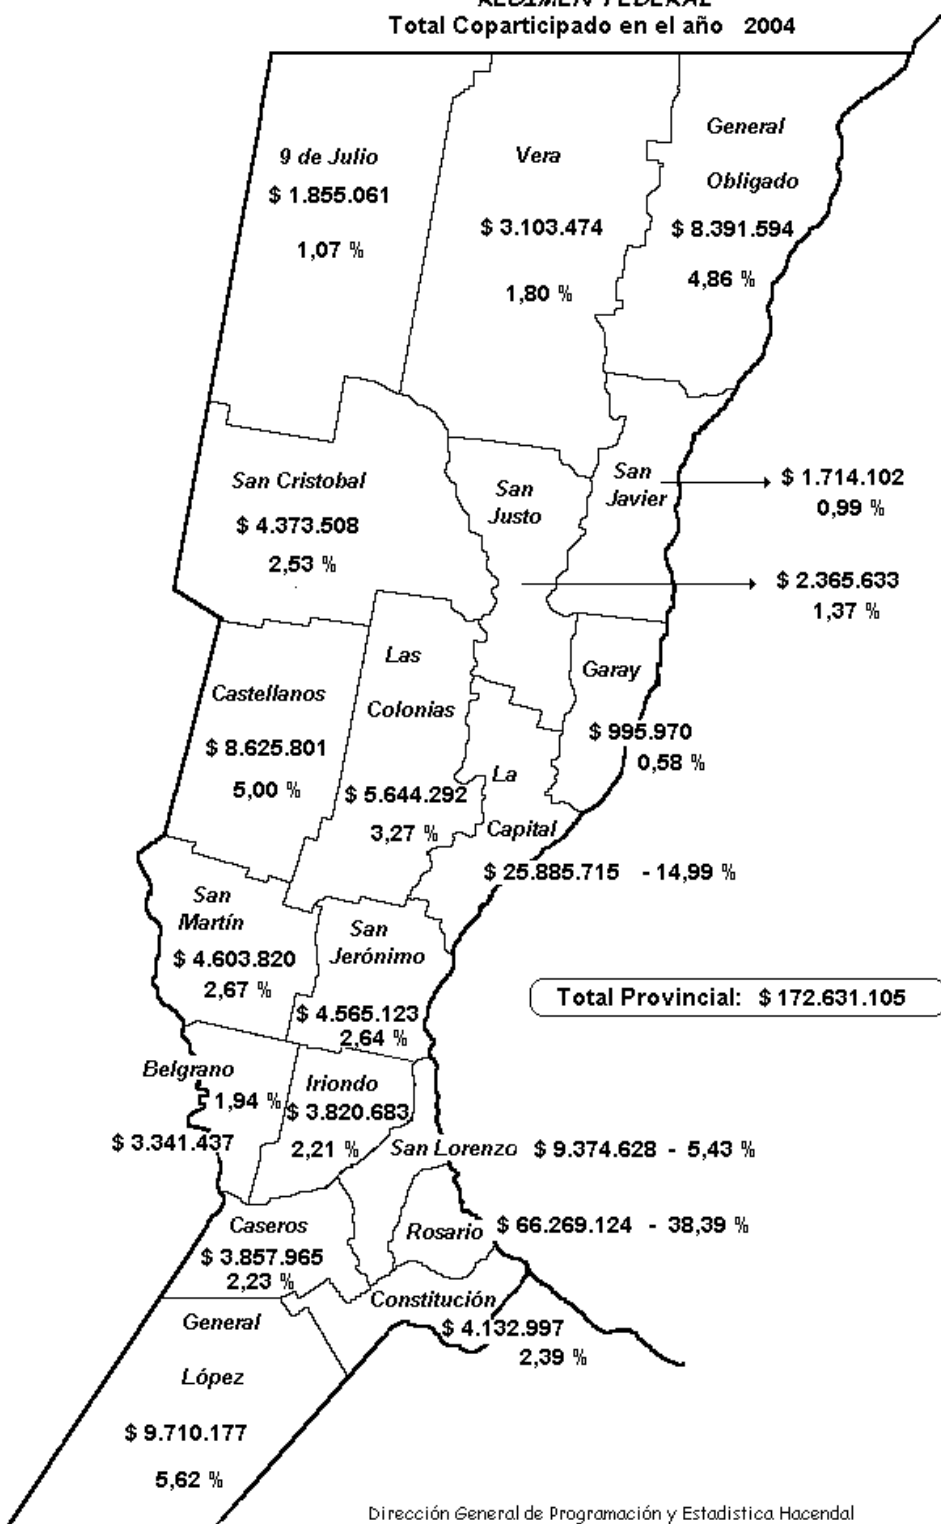 REGIMEN FEDERAL
Total Coparticipado en el año 2004
9 de Julio
$ 1.855.061
1,07 %
Vera
$ 3.103.474
1,80 %
General
Obligado
$ 8.391.594
4,86 %
San Cristobal
$ 4.373.508
2,53 %
San
Justo
San
Javier
$ 1.714.102
0,99 %
$ 2.365.633
1,37 %
Castellanos
$ 8.625.801
5,00 %
Las
Colonias
$ 5.644.292
3,27 %
Garay
$ 995.970
0,58 %
La
Capital
$ 25.885.715 - 14,99 %
San
Martín
$ 4.603.820
2,67 %
San
Jerónimo
$ 4.565.123
2,64 %
Total Provincial: $ 172.631.105
Belgrano
1,94 %
$ 3.341.437
Iriondo
$ 3.820.683
2,21 %
San Lorenzo $ 9.374.628 - 5,43 %
Caseros
$ 3.857.965
2,23 %
Rosario $ 66.269.124 - 38,39 %
Constitución
$ 4.132.997
2,39 %
General
López
$ 9.710.177
5,62 %
Dirección General de Programación y Estadistica Hacendal